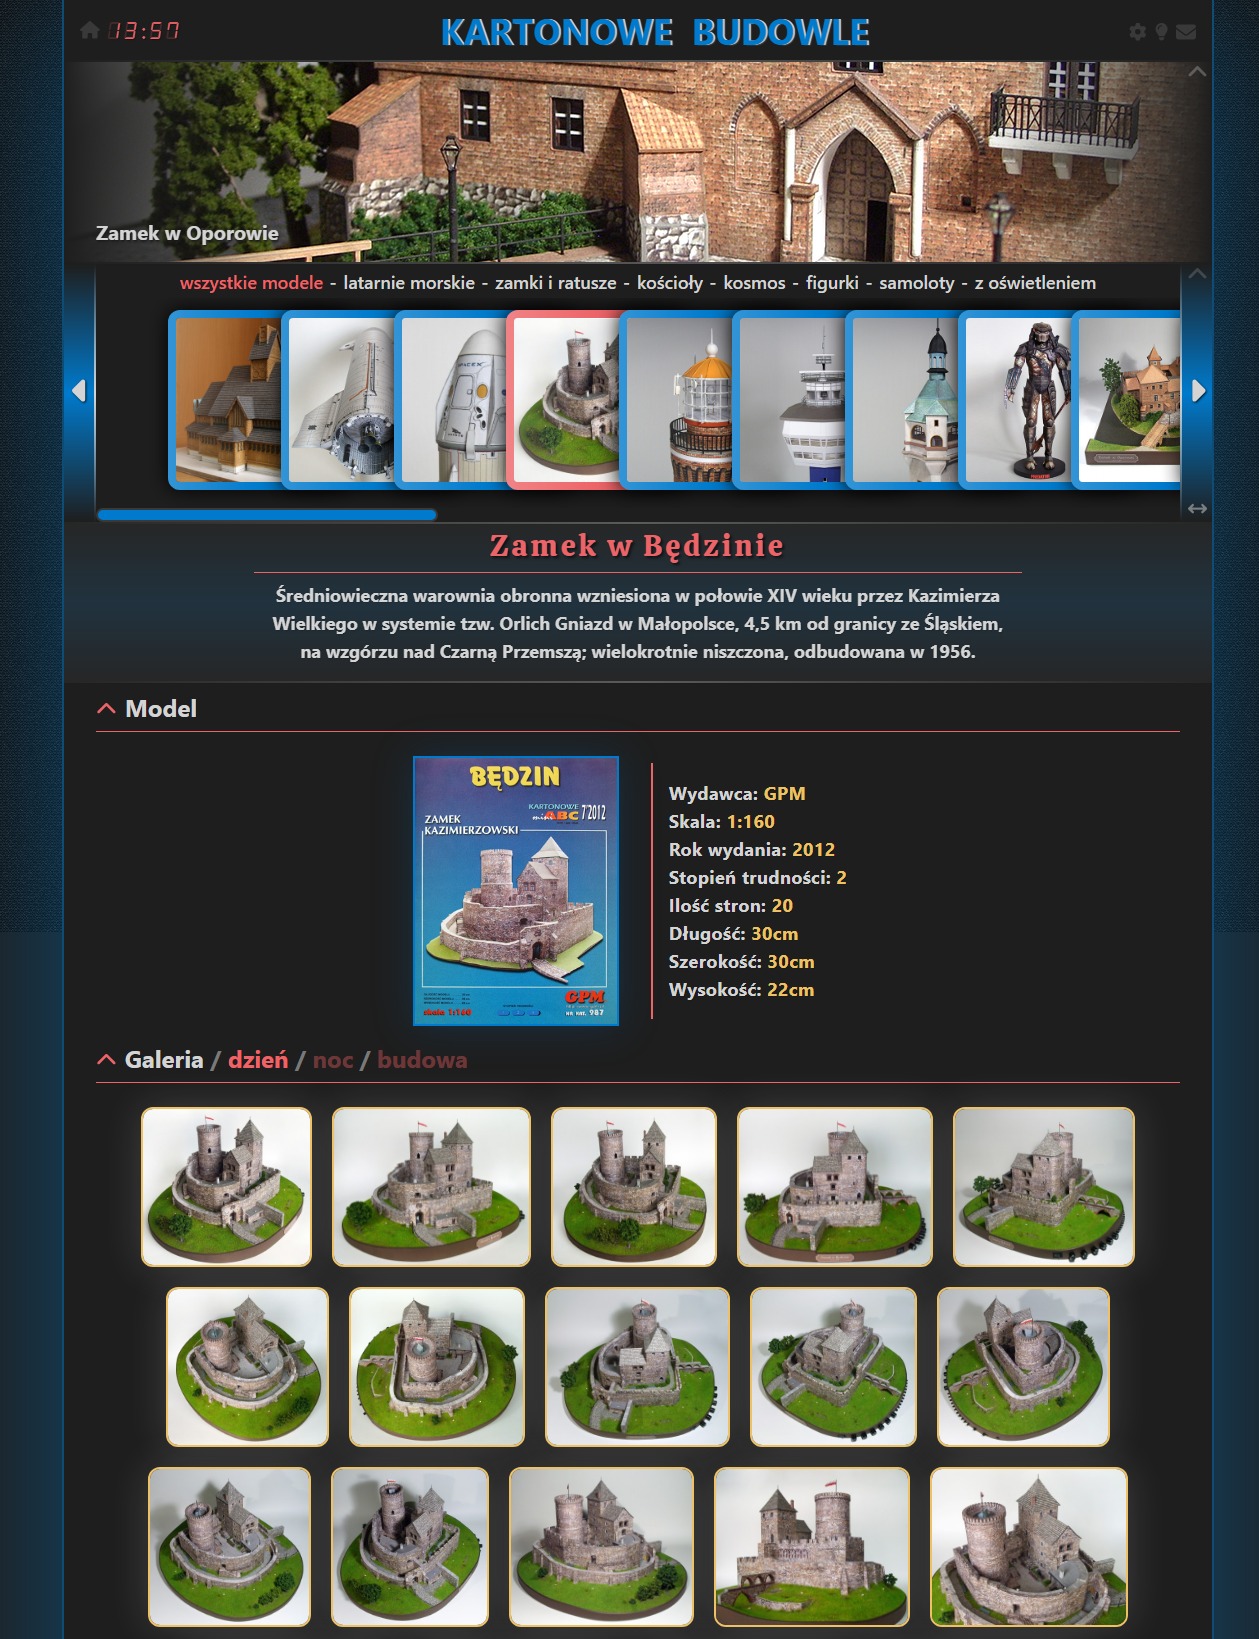 13:57
KARTONOWE BUDOWLE
Zamek w Oporowie
wszystkie modele - latarnie morskie - zamki i ratusze - kościoły - kosmos - figurki - samoloty - z oświetleniem
SPACEX
Zamek w Będzinie
Średniowieczna warownia obronna wzniesiona w połowie XIV wieku przez Kazimierza
Wielkiego w systemie tzw. Orlich Gniazd w Małopolsce, 4,5 km od granicy ze Śląskiem,
na wzgórzu nad Czarną Przemszą; wielokrotnie niszczona, odbudowana w 1956.
Model
BĘDZIN
KARTONOWE
mini ABC 7'2012
ZAMEK
KAZIMIERZOWSKI
GPM
skala 1:160
NR KAT. 987
Wydawca: GPM
Skala: 1:160
Rok wydania: 2012
Stopień trudności: 2
Ilość stron: 20
Długość: 30cm
Szerokość: 30cm
Wysokość: 22cm
Galeria / dzień / noc / budowa